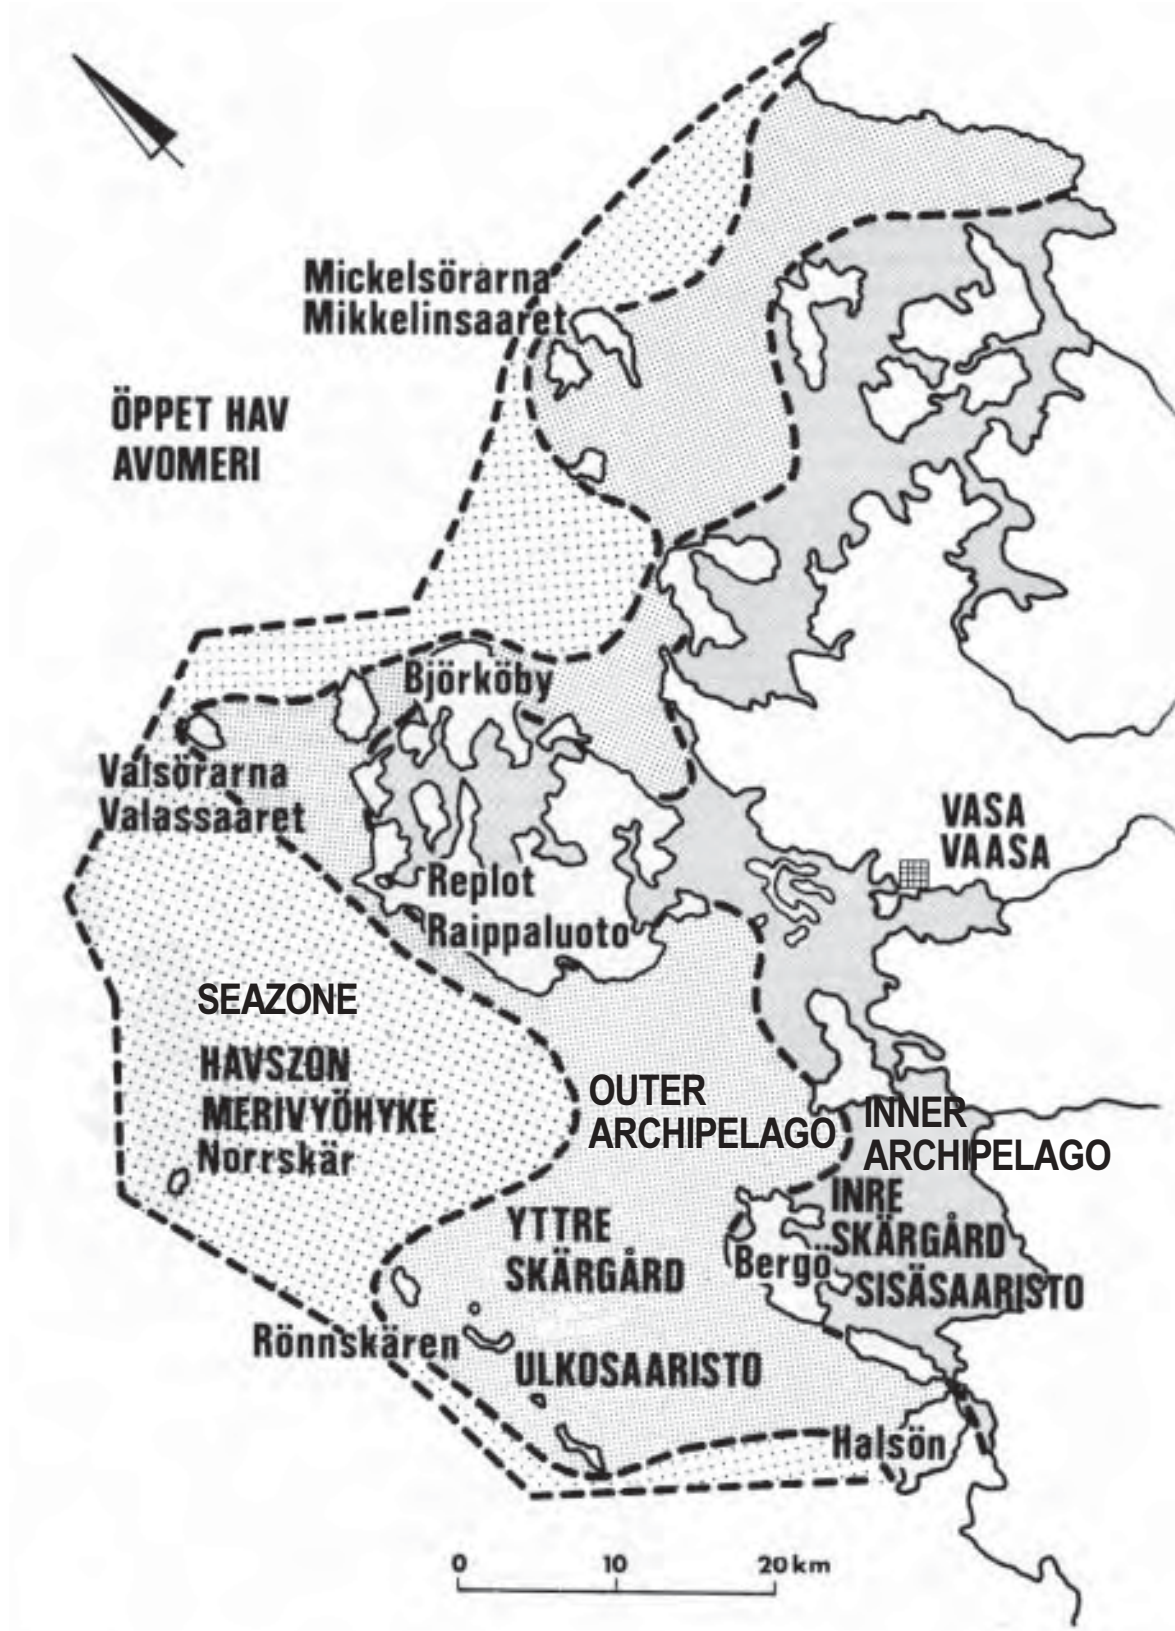 Mickelsörarna
Mikkelinsaaret
ÖPPET HAV
AVOMERI
Björköby
Valsörarna
Valassaaret
VASA
VAASA
Replot
Raippaluoto
SEAZONE
HAVSZON
MERIVYÖHYKE
Norrskär
OUTER
ARCHIPELAGO
INNER
ARCHIPELAGO
YTTRE
SKÄRGÅRD
INRE
SKÄRGÅRD
SISÄSAARISTO
Bergö
Rönnskären
ULKOSAARISTO
Halsön
0 10 20 km